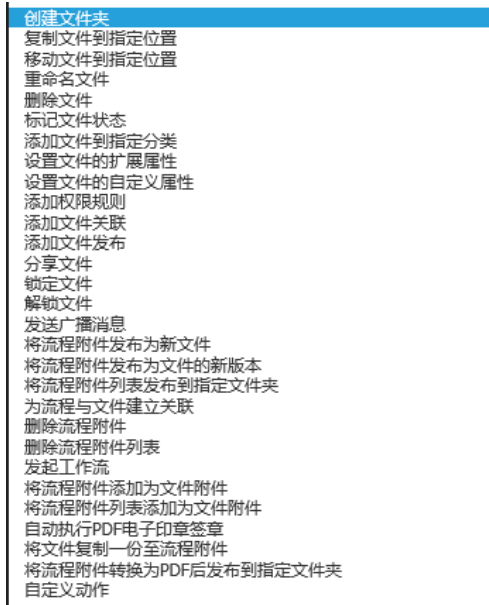 创建文件夹
复制文件到指定位置
移动文件到指定位置
重命名文件
删除文件
标记文件状态
添加文件到指定分类
设置文件的扩展属性
设置文件的自定义属性
添加权限规则
添加文件关联
添加文件发布
分享文件
锁定文件
解锁文件
发送广播消息
将流程附件发布为新文件
将流程附件发布为文件的新版本
将流程附件列表发布到指定文件夹
为流程与文件建立关联
删除流程附件
删除流程附件列表
发起工作流
将流程附件添加为文件附件
将流程附件列表添加为文件附件
自动执行PDF电子印章签章
将文件复制一份至流程附件
将流程附件转换为PDF后发布到指定文件夹
自定义动作